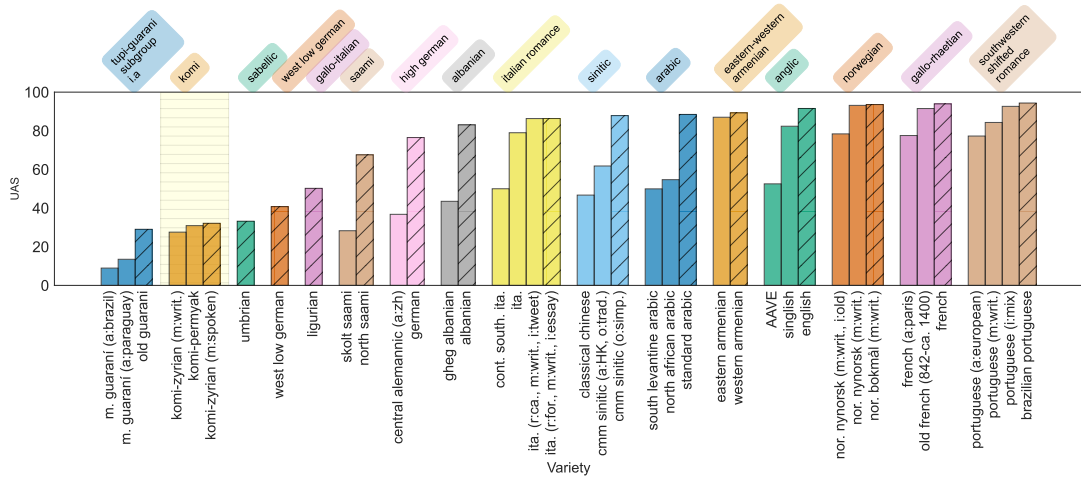 tupi-guarani
subgroup
i.a
komi
sabellic
west low german
gallo-italian
saami
high german
albanian
italian romance
sinitic
arabic
eastern-western
armenian
anglic
norwegian
gallo-rhaetian
southwestern
shifted
romance
100
80
60
40
20
0
UAS
m. guaraní (a:brazil)
m. guaraní (a:paraguay)
old guarani
komi-zyrian (m:writ.)
komi-permyak
komi-zyrian (m:spoken)
umbrian
west low german
ligurian
skolt saami
north saami
central alemannic (a:zh)
german
gheg albanian
albanian
cont. south. ita.
ita.
ita. (r:ca., m:writ., i:tweet)
ita. (r:for., m:writ., i:essay)
classical chinese
cmm sinitic (a:HK, o:trad.)
cmm sinitic (o:simp.)
south levantine arabic
north african arabic
standard arabic
eastern armenian
western armenian
AAVE
singlish
english
nor. nynorsk (m:writ., i:old)
nor. nynorsk (m:writ.)
nor. bokmål (m:writ.)
french (a:paris)
old french (842-ca. 1400)
french
portuguese (a:european)
portuguese (m:writ.)
portuguese (i:mix)
brazilian portuguese
Variety